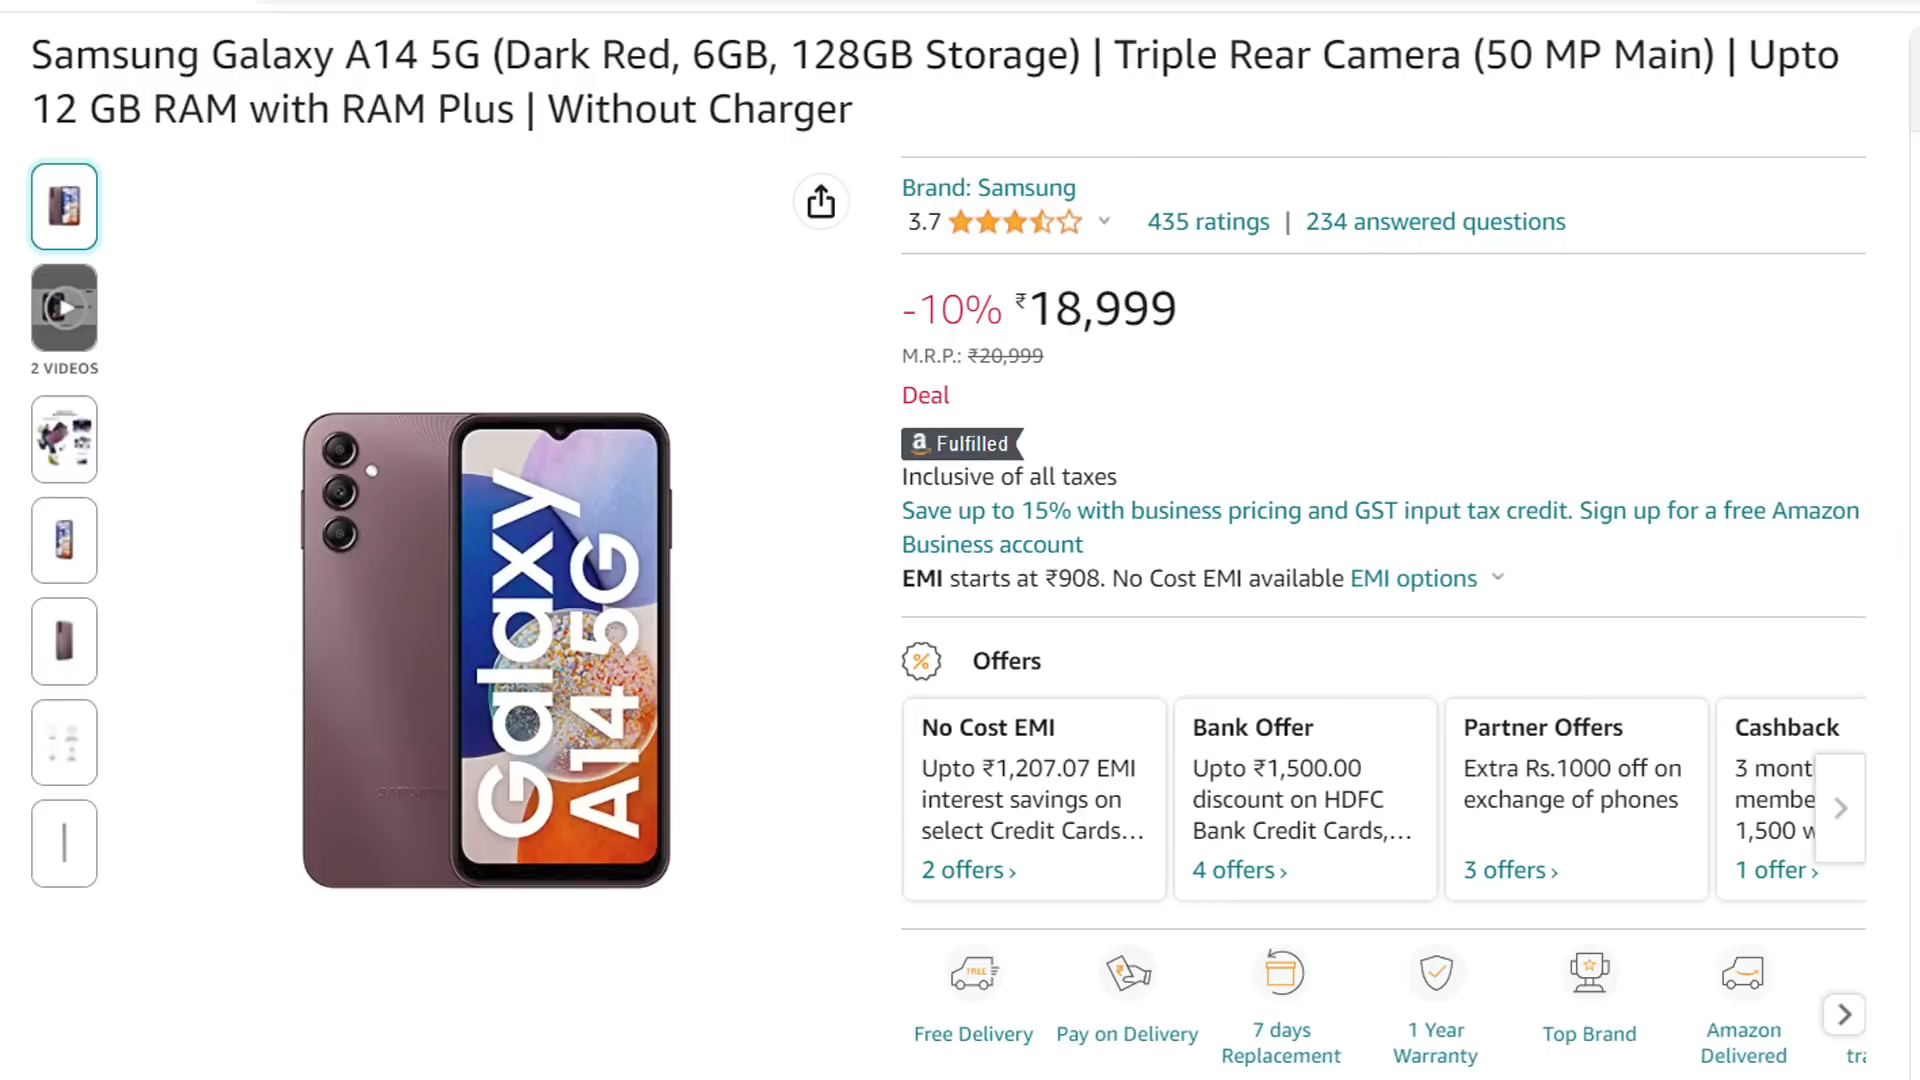 Samsung Galaxy A14 5G (Dark Red, 6GB, 128GB Storage) | Triple Rear Camera (50 MP Main) | Upto
12 GB RAM with RAM Plus | Without Charger
2 VIDEOS
SAMSUNG
Galaxy
A14 5G
Brand: Samsung
3.7
435 ratings | 234 answered questions
-10% ₹18,999
M.R.P.: ₹20,999
Deal
a Fulfilled
Inclusive of all taxes
Save up to 15% with business pricing and GST input tax credit. Sign up for a free Amazon
Business account
EMI starts at ₹908. No Cost EMI available EMI options
% Offers
No Cost EMI
Upto ₹1,207.07 EMI
interest savings on
select Credit Cards…
2 offers ›
Bank Offer
Upto ₹1,500.00
discount on HDFC
Bank Credit Cards,…
4 offers ›
Partner Offers
Extra Rs.1000 off on
exchange of phones
3 offers ›
Cashback
3 mont
membe
1,500 w
1 offer ›
FREE
Free Delivery
₹
Pay on Delivery
7 days
Replacement
1 Year
Warranty
Top Brand
Amazon
Delivered